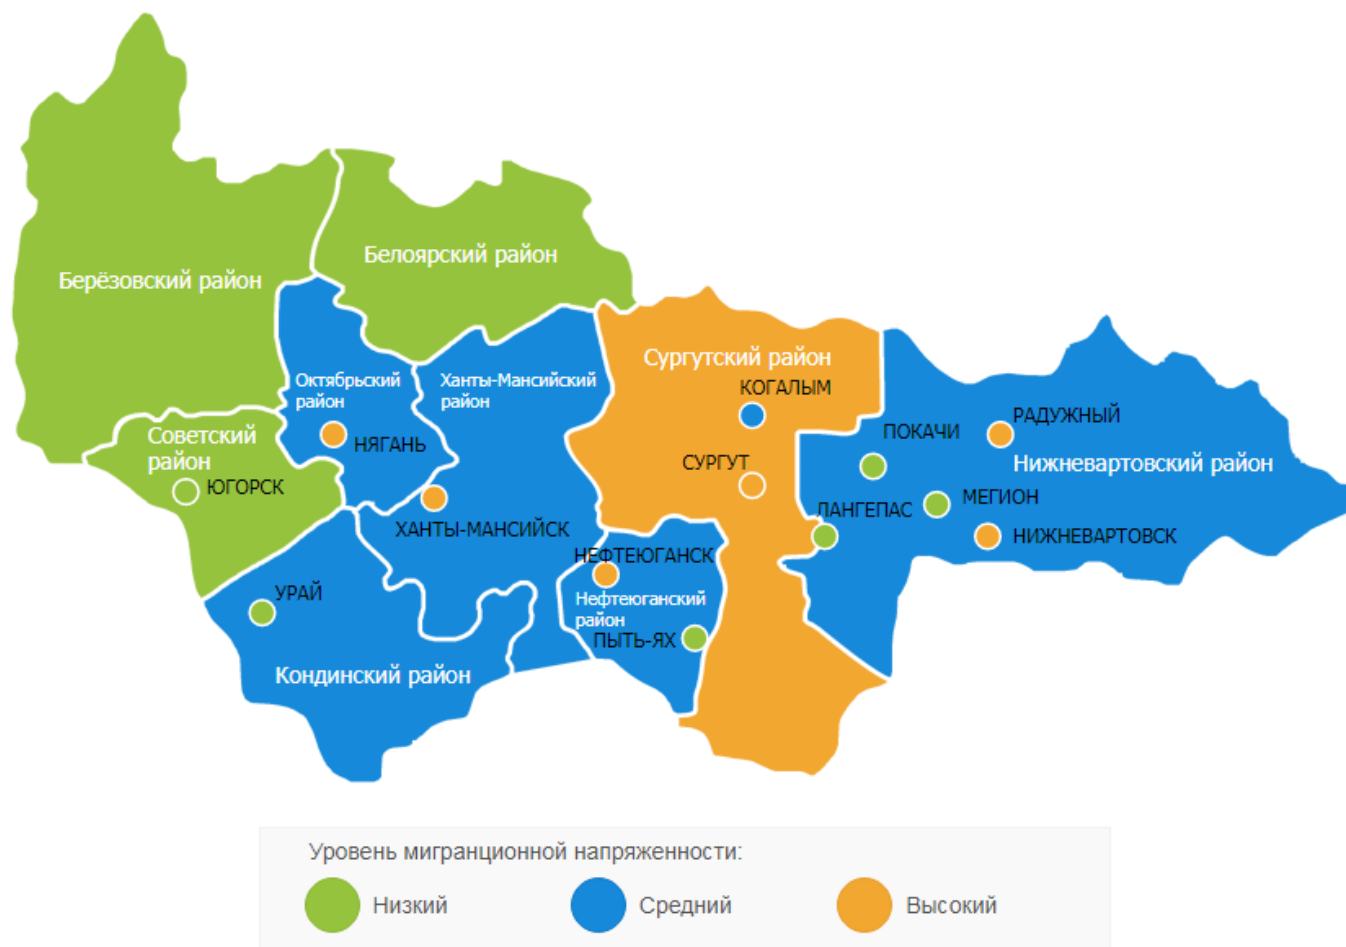 Белоярский район
Берёзовский район
Сургутский район
Октябрьский
район
Ханты-Мансийский
район
КОГАЛЫМ
РАДУЖНЫЙ
ПОКАЧИ
Советский
район
НЯГАНЬ
СУРГУТ
Нижневартовский район
ЮГОРСК
МЕГИОН
ЛАНГЕПАС
ХАНТЫ-МАНСИЙСК
НИЖНЕВАРТОВСК
НЕФТЕЮГАНСК
УРАЙ
Нефтеюганский
район
ПЫТЬ-ЯХ
Кондинский район
Уровень мигранционной напряженности:
Низкий
Средний
Высокий